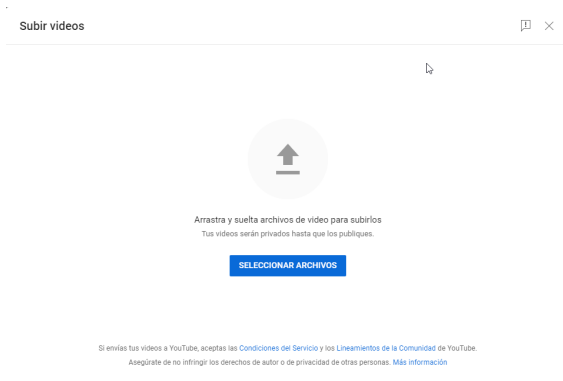 Subir videos
Arrastra y suelta archivos de video para subirlos
Tus videos serán privados hasta que los publiques.
SELECCIONAR ARCHIVOS
Si envías tus videos a YouTube, aceptas las Condiciones del Servicio y los Lineamientos de la Comunidad de YouTube.
Asegúrate de no infringir los derechos de autor o de privacidad de otras personas. Más información